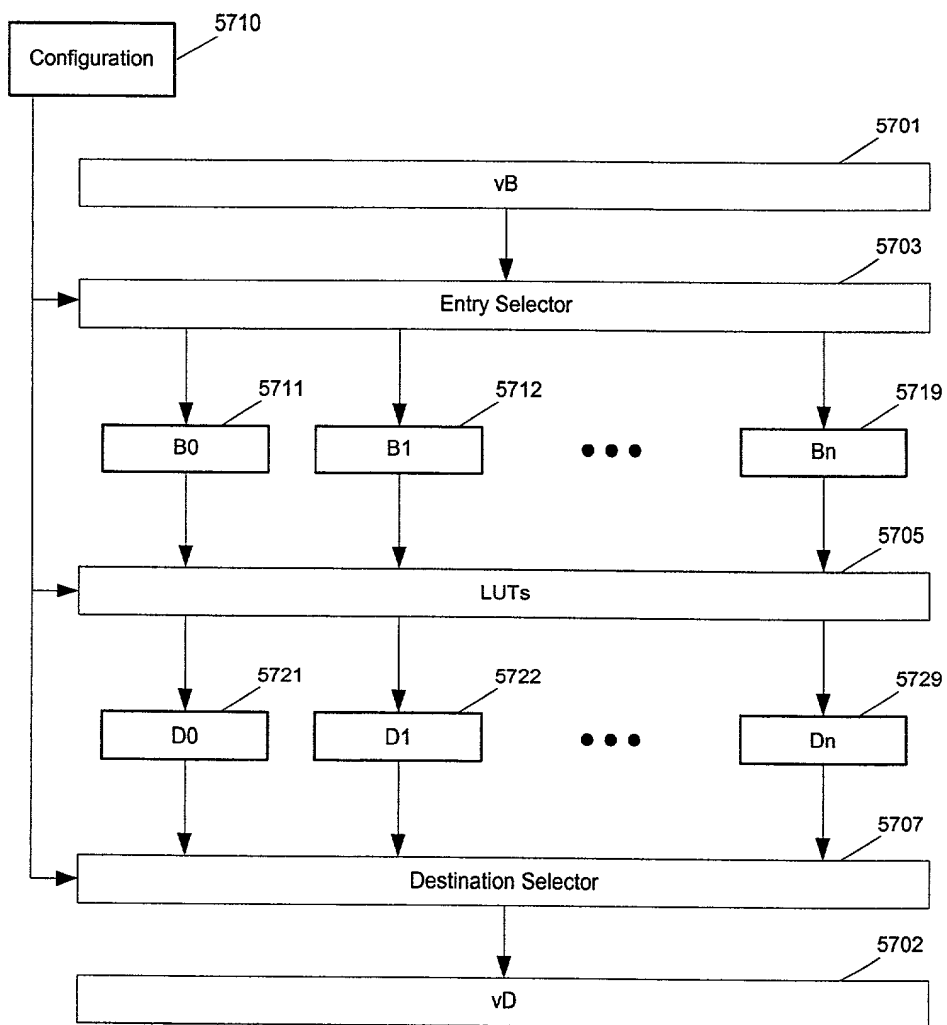 5710
Configuration
5701
vB
5703
Entry Selector
5711
5712
5719
B0
B1
Bn
5705
LUTs
5721
5722
5729
D0
D1
Dn
5707
Destination Selector
5702
vD